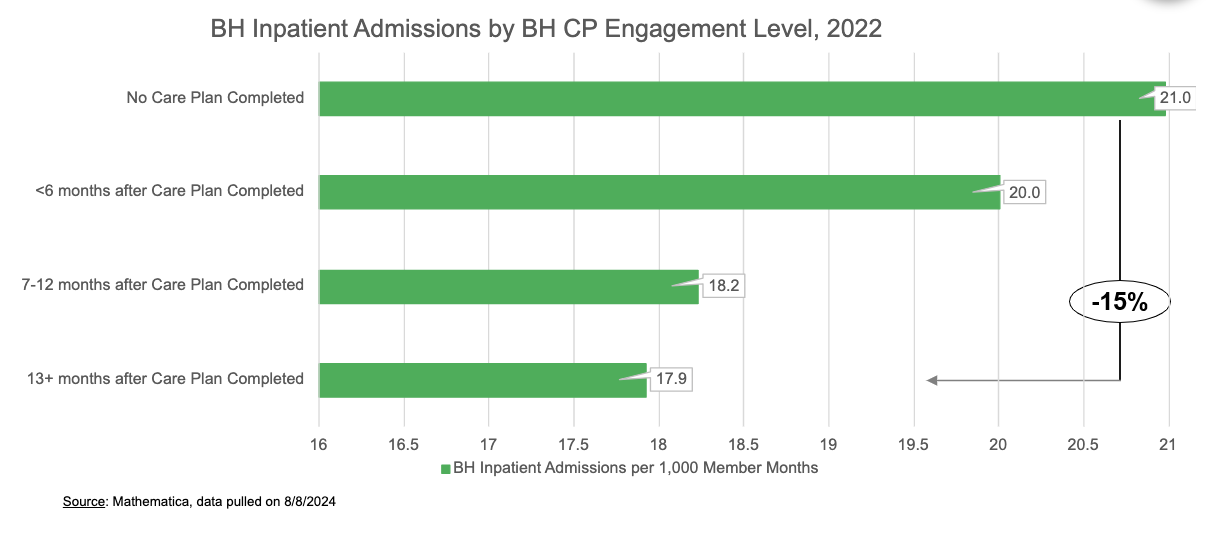 BH Inpatient Admissions by BH CP Engagement Level, 2022
No Care Plan Completed
21.0
<6 months after Care Plan Completed
20.0
7-12 months after Care Plan Completed
18.2
-15%
13+ months after Care Plan Completed
17.9
16 16.5 17 17.5 18 18.5 19 19.5 20 20.5 21
BH Inpatient Admissions per 1,000 Member Months
Source: Mathematica, data pulled on 8/8/2024